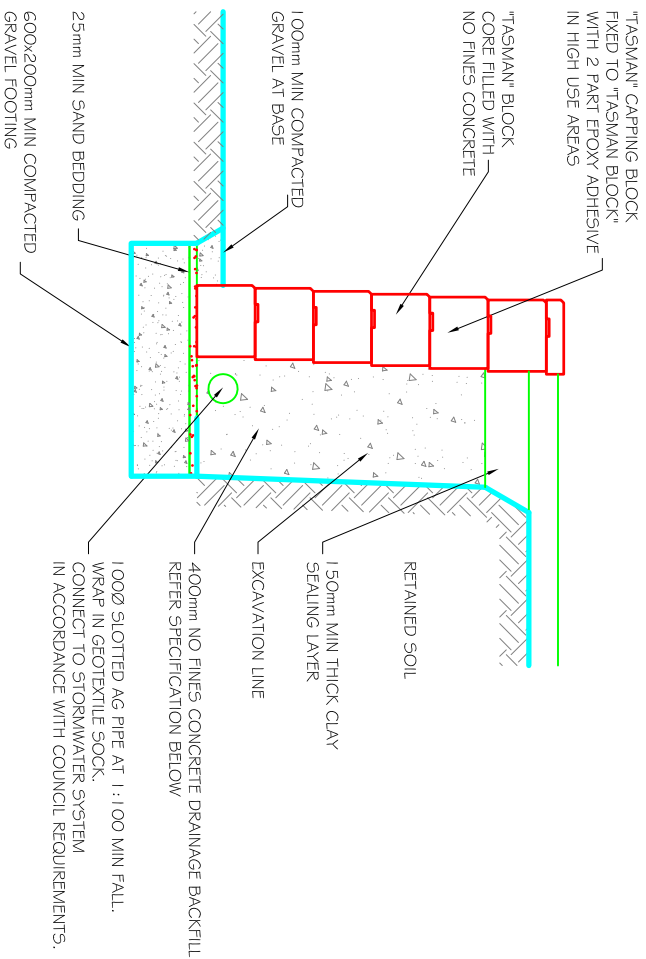 "TASMAN" CAPPING BLOCK
FIXED TO "TASMAN BLOCK"
WITH 2 PART EPOXY ADHESIVE
IN HIGH USE AREAS
"TASMAN" BLOCK
CORE FILLED WITH
NO FINES CONCRETE
100mm MIN COMPACTED
GRAVEL AT BASE
25mm MIN SAND BEDDING
600x200mm MIN COMPACTED
GRAVEL FOOTING
RETAINED SOIL
150mm MIN THICK CLAY
SEALING LAYER
EXCAVATION LINE
400mm NO FINES CONCRETE DRAINAGE BACKFILL
REFER SPECIFICATION BELOW
100Ø SLOTTED AG PIPE AT 1:100 MIN FALL.
WRAP IN GEOTEXTILE SOCK.
CONNECT TO STORMWATER SYSTEM
IN ACCORDANCE WITH COUNCIL REQUIREMENTS.